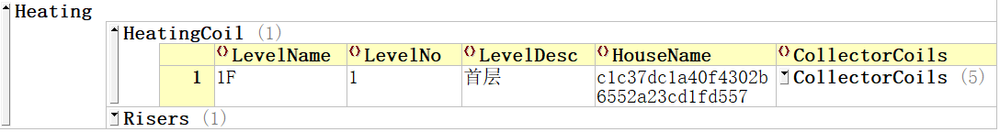 Heating
HeatingCoil (1)
LevelName LevelNo LevelDesc HouseName CollectorCoils
1 1F 1 首层 c1c37dc1a40f4302b6552a23cd1fd557 CollectorCoils (5)
Risers (1)